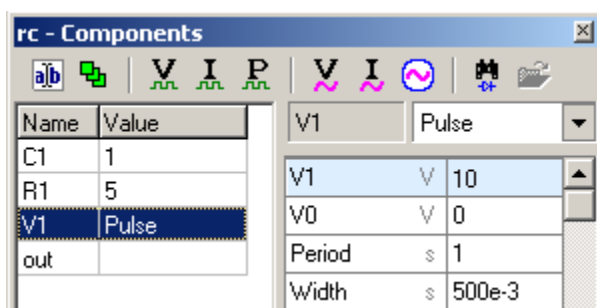 rc - Components
a|b V I P V I
Name Value
C1 1
R1 5
V1 Pulse
out
V1 Pulse
V1 V 10
V0 V 0
Period s 1
Width s 500e-3